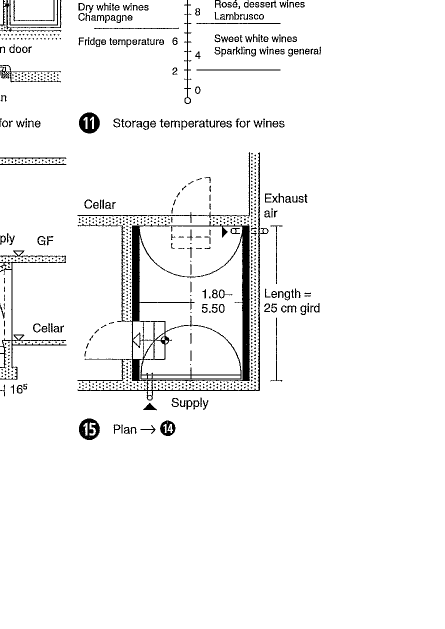 Dry white wines
Champagne
8
Rosé, dessert wines
Lambrusco
Fridge temperature 6
4
Sweet white wines
Sparkling wines general
2
0
n door
an
for wine
11 Storage temperatures for wines
Cellar
Exhaust
air
ply GF
1.80–
5.50
Length =
25 cm gird
Cellar
16⁵
Supply
15 Plan → 14